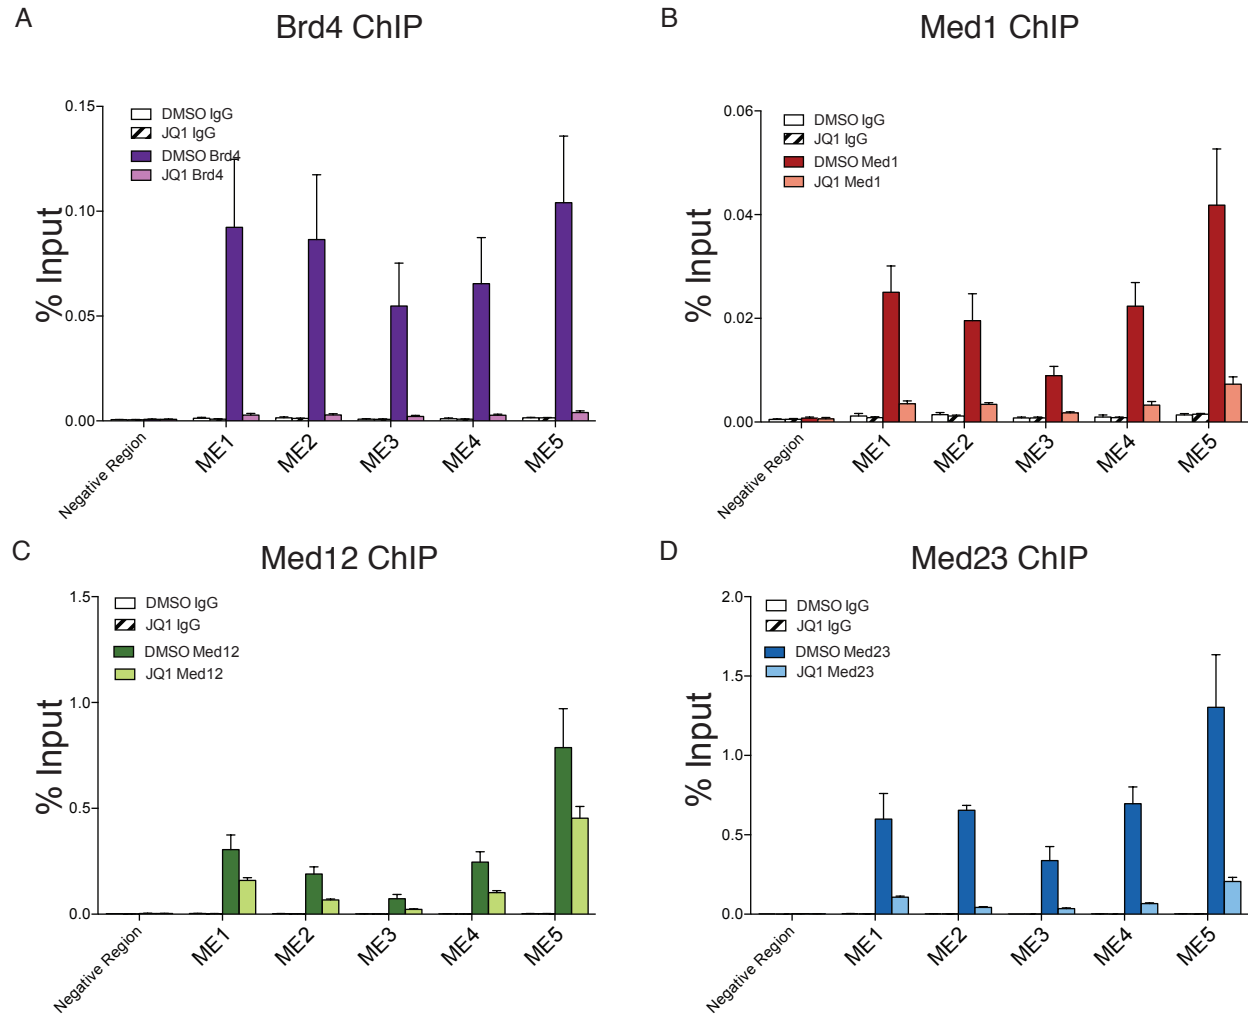 A
Brd4 ChIP
% Input
0.15
0.10
0.05
0.00
DMSO IgG
JQ1 IgG
DMSO Brd4
JQ1 Brd4
Negative Region
ME1
ME2
ME3
ME4
ME5
B
Med1 ChIP
% Input
0.06
0.04
0.02
0.00
DMSO IgG
JQ1 IgG
DMSO Med1
JQ1 Med1
Negative Region
ME1
ME2
ME3
ME4
ME5
C
Med12 ChIP
% Input
1.5
1.0
0.5
0.0
DMSO IgG
JQ1 IgG
DMSO Med12
JQ1 Med12
Negative Region
ME1
ME2
ME3
ME4
ME5
D
Med23 ChIP
% Input
2.0
1.5
1.0
0.5
0.0
DMSO IgG
JQ1 IgG
DMSO Med23
JQ1 Med23
Negative Region
ME1
ME2
ME3
ME4
ME5